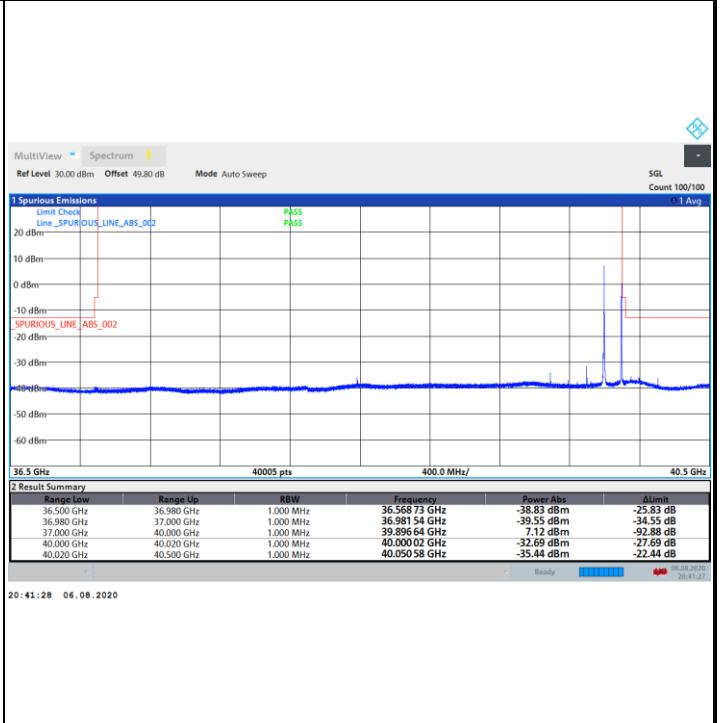 MultiView Spectrum !
Ref Level 30.00 dBm Offset 49.80 dB Mode Auto Sweep SGL
Count 100/100
1 Spurious Emissions 1 Avg
Limit Check PASS
Line _SPURIOUS_LINE_ABS_002 PASS
20 dBm
10 dBm
0 dBm
-10 dBm
_SPURIOUS_LINE_ABS_002
-20 dBm
-30 dBm
-40 dBm
-50 dBm
-60 dBm
36.5 GHz 40005 pts 400.0 MHz/ 40.5 GHz
2 Result Summary
Range Low Range Up RBW Frequency Power Abs ΔLimit
36.500 GHz 36.980 GHz 1.000 MHz 36.568 73 GHz -38.83 dBm -25.83 dB
36.980 GHz 37.000 GHz 1.000 MHz 36.981 54 GHz -39.55 dBm -34.55 dB
37.000 GHz 40.000 GHz 1.000 MHz 39.896 64 GHz 7.12 dBm -92.88 dB
40.000 GHz 40.020 GHz 1.000 MHz 40.000 02 GHz -32.69 dBm -27.69 dB
40.020 GHz 40.500 GHz 1.000 MHz 40.050 58 GHz -35.44 dBm -22.44 dB
Ready 06.08.2020
20:41:27
20:41:28 06.08.2020